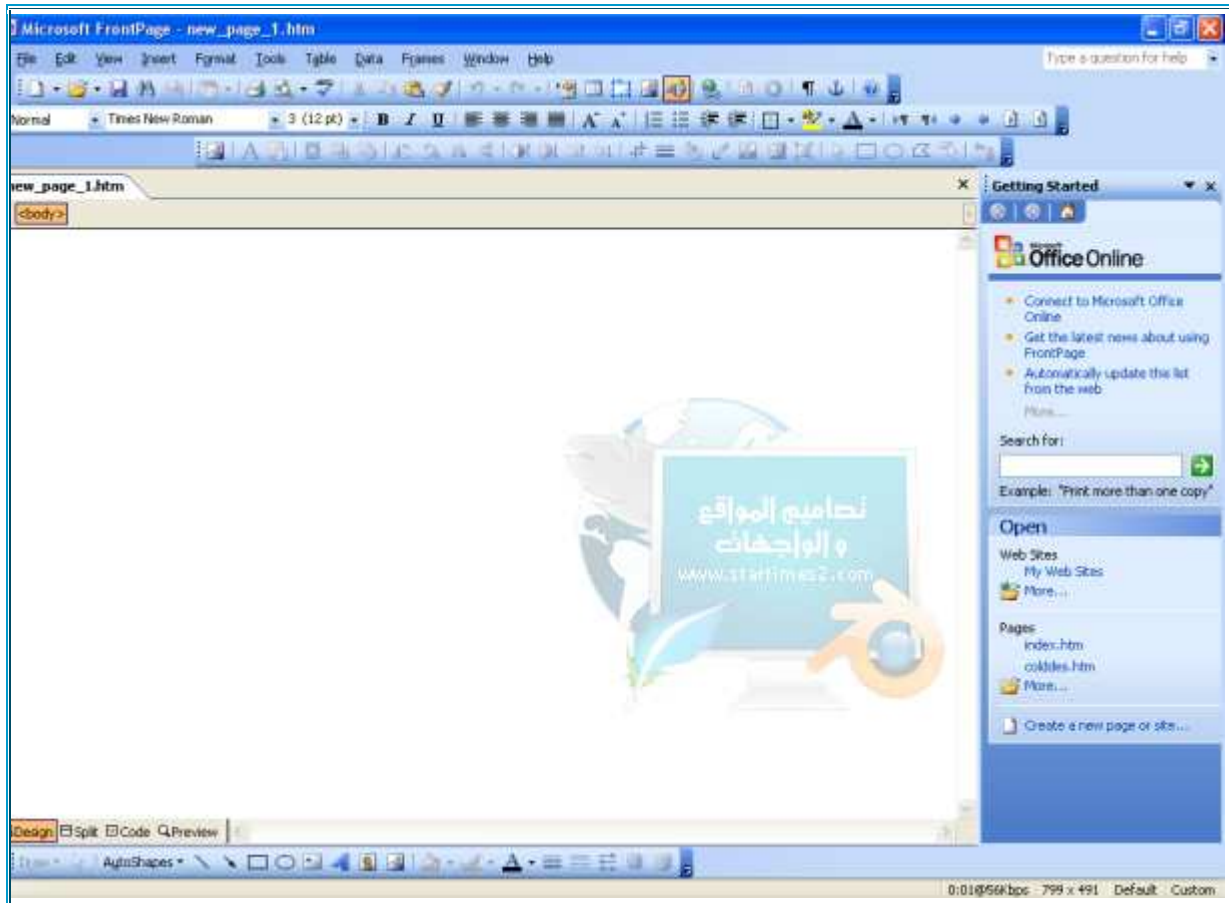 Microsoft FrontPage - new_page_1.htm
File Edit View Insert Format Tools Table Data Frames Window Help
Type a question for help
Normal Times New Roman 3 (12 pt) B I U
new_page_1.htm
<body>
Getting Started
Microsoft
Office Online
Connect to Microsoft Office
Online
Get the latest news about using
FrontPage
Automatically update this list
from the web
More...
Search for:
Example: "Print more than one copy"
Open
Web Sites
My Web Sites
More...
Pages
index.htm
More...
Create a new page or site...
تصاميم المواقع
و الواجهات
www.startimes2.com
Design Split Code Preview
Draw AutoShapes
0:01@56Kbps 799 x 491 Default Custom